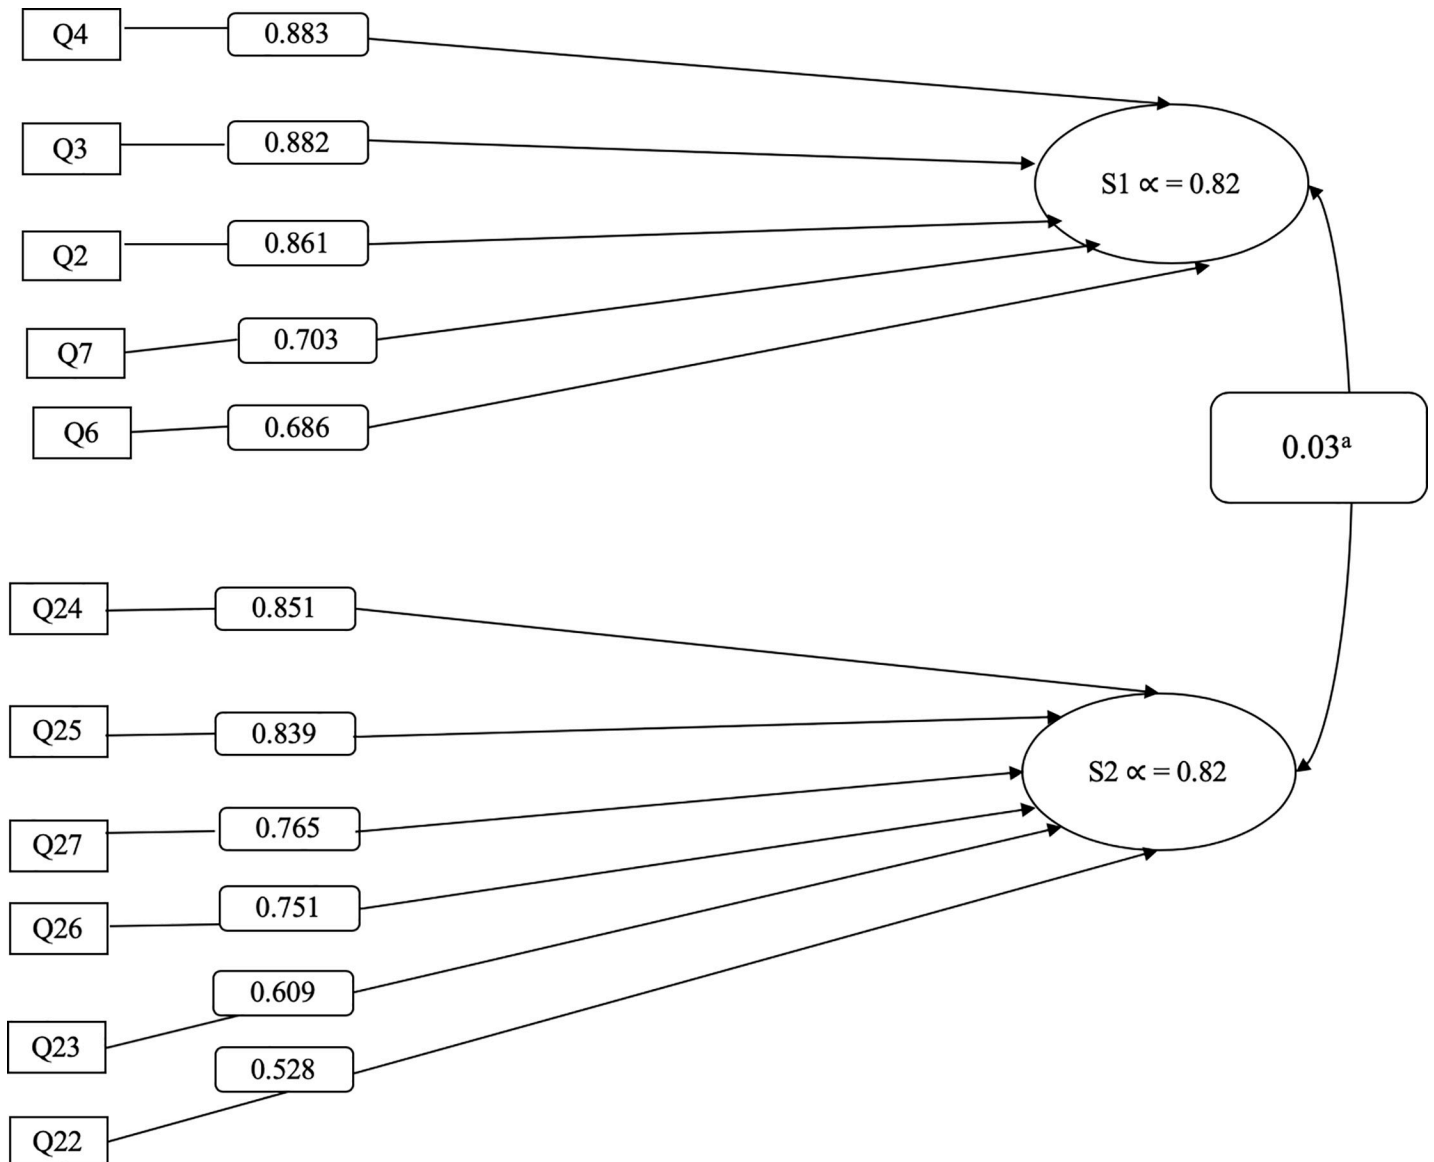 Q4 0.883
Q3 0.882
S1 ∝ = 0.82
Q2 0.861
Q7 0.703
Q6 0.686
0.03ᵃ
Q24 0.851
Q25 0.839
S2 ∝ = 0.82
Q27 0.765
Q26 0.751
Q23 0.609
Q22 0.528